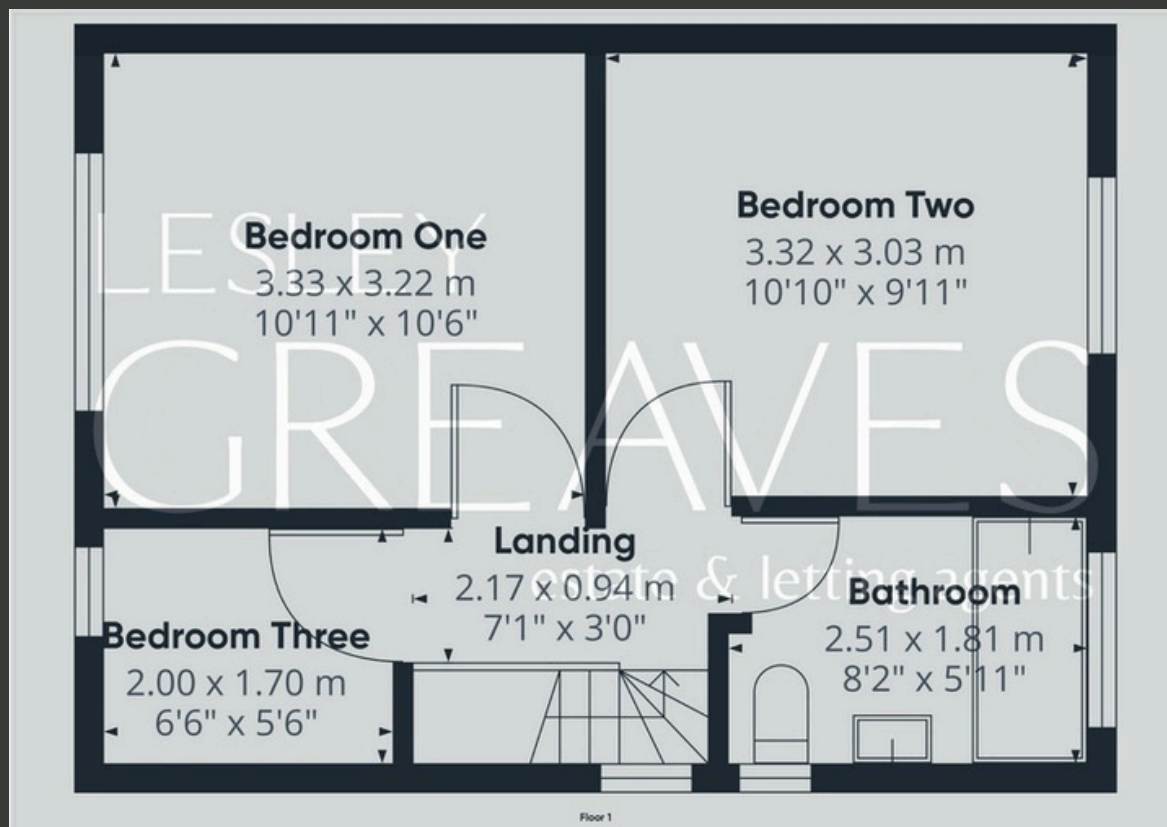 Bedroom One
3.33 x 3.22 m
10'11" x 10'6"
Bedroom Two
3.32 x 3.03 m
10'10" x 9'11"
LESLEY
GREAVES
estate & letting agents
Landing
2.17 x 0.94 m
7'1" x 3'0"
Bathroom
2.51 x 1.81 m
8'2" x 5'11"
Bedroom Three
2.00 x 1.70 m
6'6" x 5'6"
Floor 1